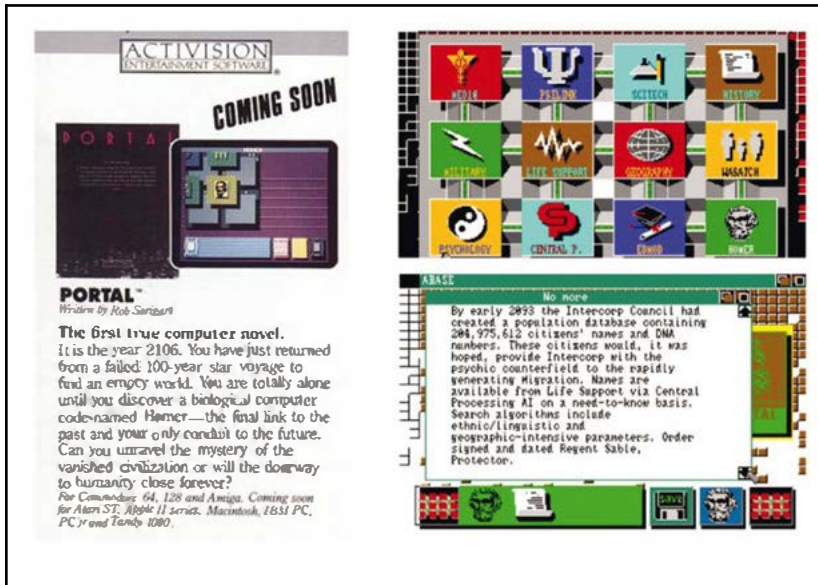 ACTIVISION
ENTERTAINMENT SOFTWARE
COMING SOON
PORTAL
HOMER
PORTAL™
Written by Rob Swigart
The first true computer novel.
It is the year 2106. You have just returned
from a failed 100-year star voyage to
find an empty world. You are totally alone
until you discover a biological computer
code-named Homer—the final link to the
past and your only conduit to the future.
Can you unravel the mystery of the
vanished civilization or will the doorway
to humanity close forever?
For Commodore 64, 128 and Amiga. Coming soon
for Atari ST, Apple II series, Macintosh, IBM PC,
PCjr and Tandy 1000.
MEDIA
PSILINK
SCITECH
HISTORY
MILITARY
LIFE SUPPORT
GEOGRAPHY
WASATCH
PSYCHOLOGY
CENTRAL P.
EDMOD
HOMER
ABASE
No more
By early 2093 the Intercorp Council had
created a population database containing
204,975,612 citizens' names and DNA
numbers. These citizens would, it was
hoped, provide Intercorp with the
psychic counterfield to the rapidly
generating Migration. Names are
available from Life Support via Central
Processing AI on a need-to-know basis.
Search algorithms include
ethnic/linguistic and
geographic-intensive parameters. Order
signed and dated Regent Sable,
Protector.
SAVE